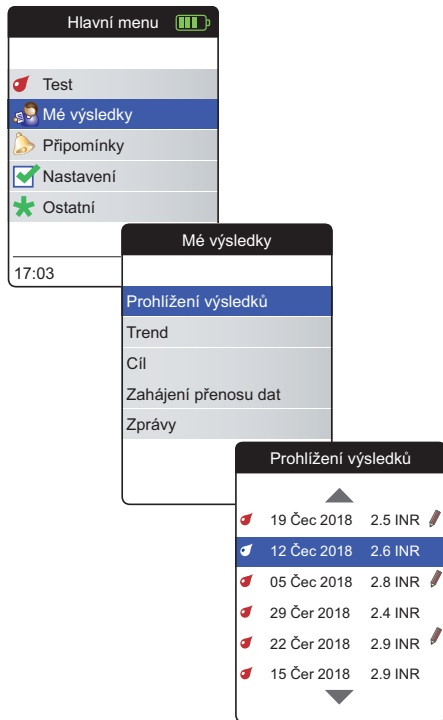 Hlavní menu
Test
Mé výsledky
Připomínky
Nastavení
Ostatní
17:03
Mé výsledky
Prohlížení výsledků
Trend
Cíl
Zahájení přenosu dat
Zprávy
Prohlížení výsledků
19 Čec 2018 2.5 INR
12 Čec 2018 2.6 INR
05 Čec 2018 2.8 INR
29 Čer 2018 2.4 INR
22 Čer 2018 2.9 INR
15 Čer 2018 2.9 INR